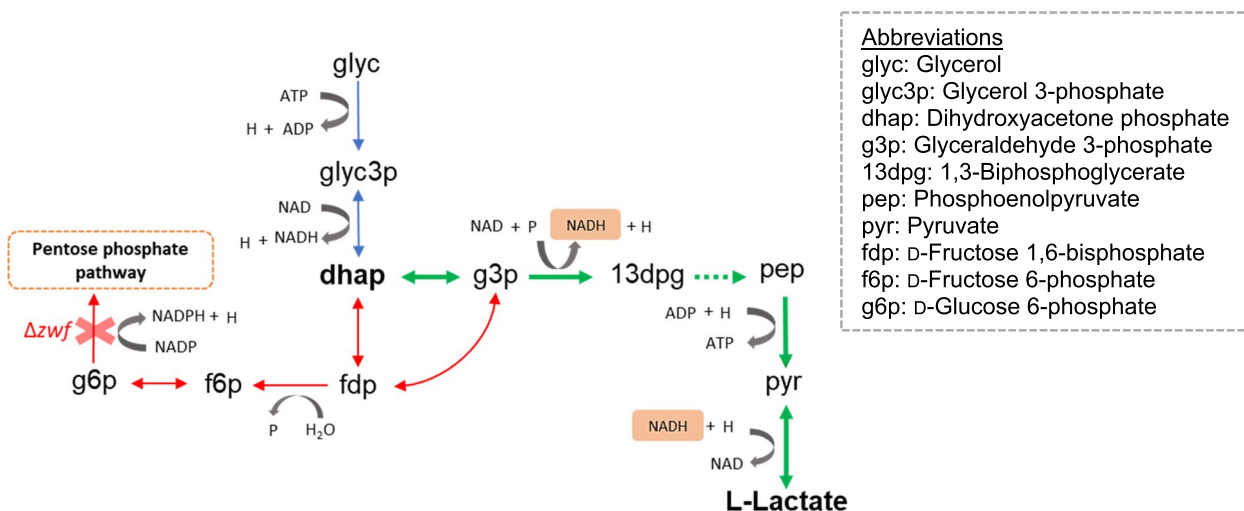 glyc
ATP
H + ADP
glyc3p
NAD
H + NADH
Pentose phosphate
pathway
NAD + P NADH + H
dhap g3p 13dpg pep
Δzwf NADPH + H
NADP
ADP + H
ATP
g6p f6p fdp pyr
P H₂O
NADH + H
NAD
L-Lactate
Abbreviations
glyc: Glycerol
glyc3p: Glycerol 3-phosphate
dhap: Dihydroxyacetone phosphate
g3p: Glyceraldehyde 3-phosphate
13dpg: 1,3-Biphosphoglycerate
pep: Phosphoenolpyruvate
pyr: Pyruvate
fdp: D-Fructose 1,6-bisphosphate
f6p: D-Fructose 6-phosphate
g6p: D-Glucose 6-phosphate